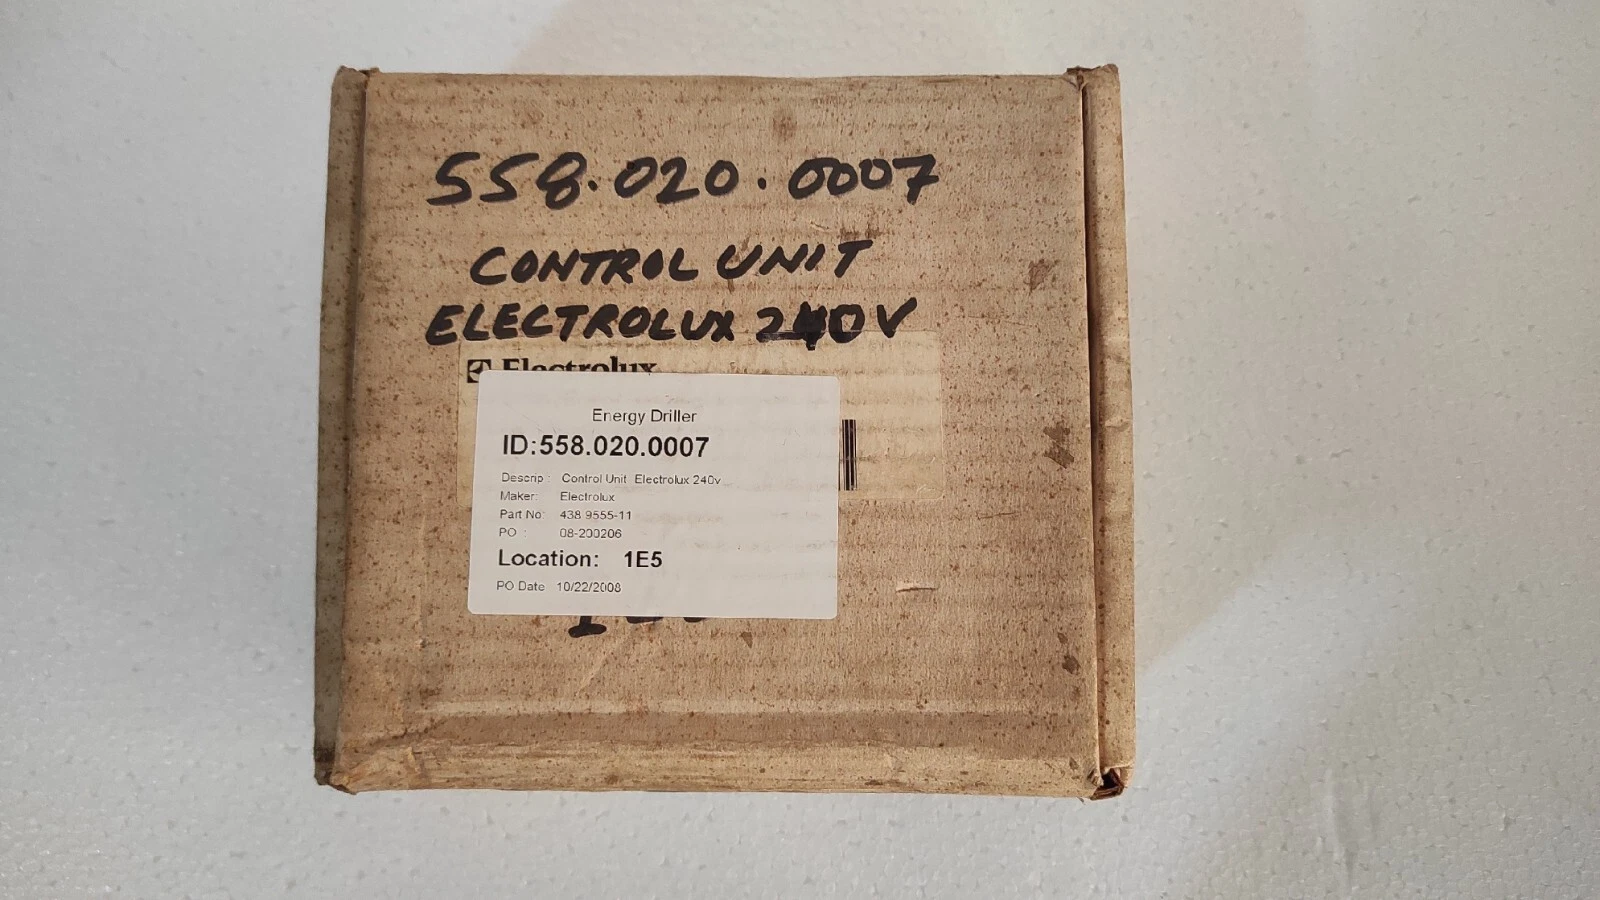 558.020.0007
CONTROL UNIT
ELECTROLUX 240V
Electrolux
Energy Driller
ID:558.020.0007
Descrip : Control Unit Electrolux 240v
Maker: Electrolux
Part No: 438 9555-11
PO : 08-200206
Location: 1E5
PO Date 10/22/2008